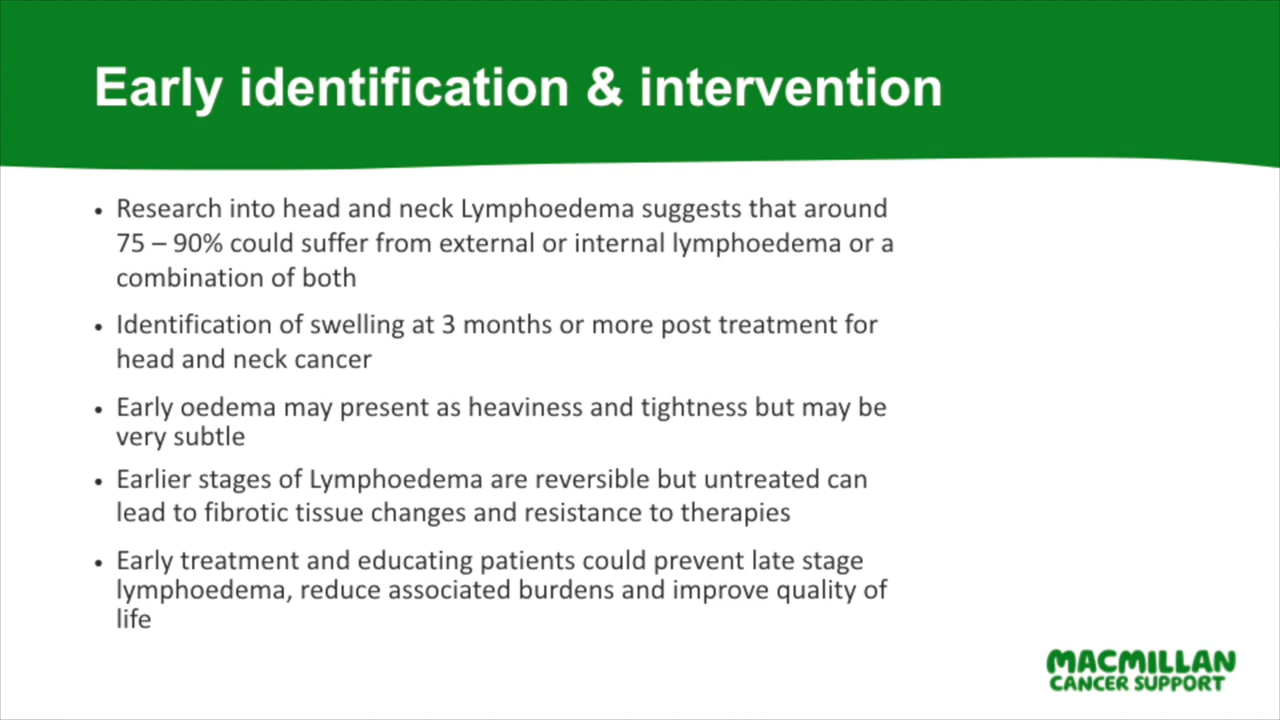 Early identification & intervention
• Research into head and neck Lymphoedema suggests that around
75 – 90% could suffer from external or internal lymphoedema or a
combination of both
• Identification of swelling at 3 months or more post treatment for
head and neck cancer
• Early oedema may present as heaviness and tightness but may be
very subtle
• Earlier stages of Lymphoedema are reversible but untreated can
lead to fibrotic tissue changes and resistance to therapies
• Early treatment and educating patients could prevent late stage
lymphoedema, reduce associated burdens and improve quality of
life
MACMILLAN
CANCER SUPPORT